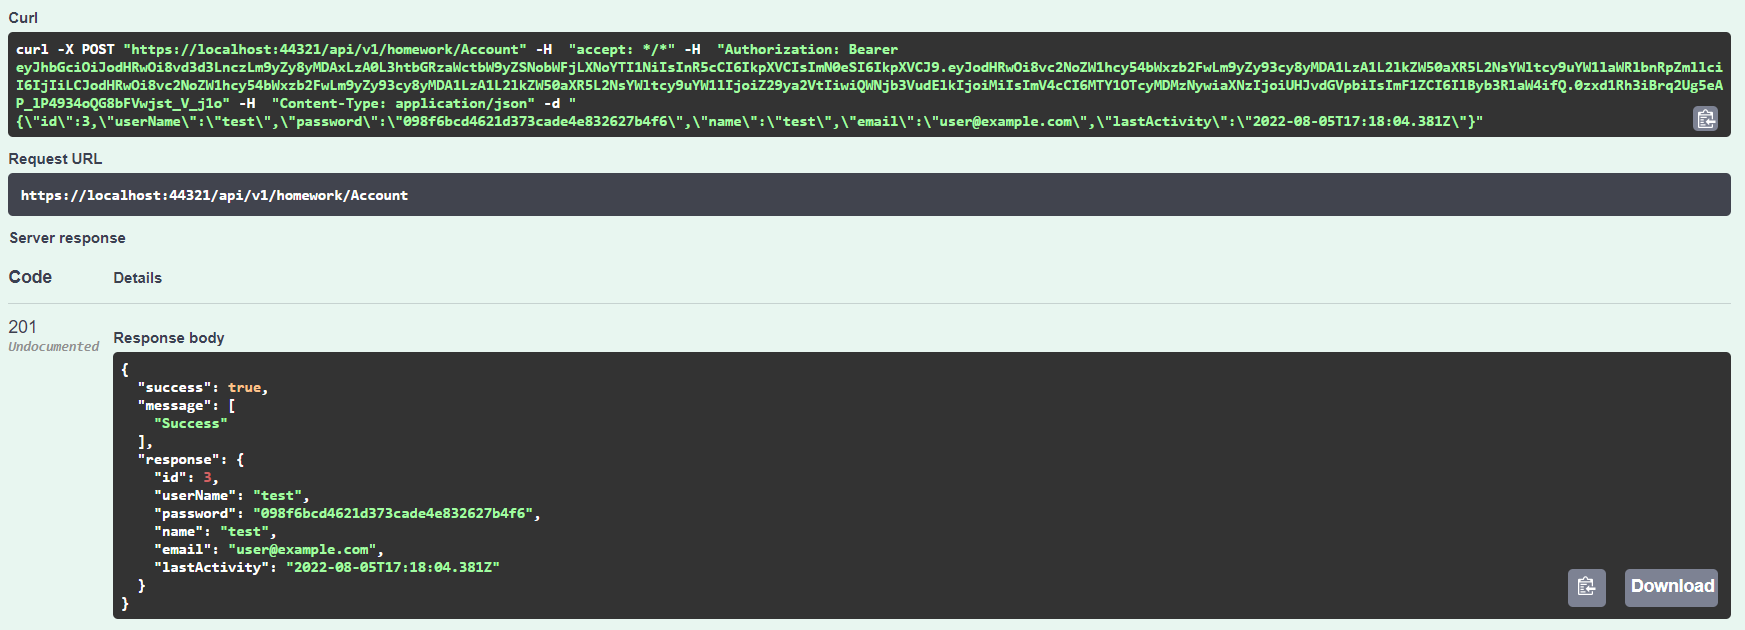 Curl
curl -X POST "https://localhost:44321/api/v1/homework/Account" -H  "accept: */*" -H  "Authorization: Bearer
eyJhbGciOiJodHRwOi8vd3d3LnczLm9yZy8yMDAxLzA0L3htbGRzaWctbW9yZSNobWFjLXNoYTI1NiIsInR5cCI6IkpXVCIsImN0eSI6IkpXVCJ9.eyJodHRwOi8vc2NoZW1hcy54bWxzb2FwLm9yZy93cy8yMDA1LzA1L2lkZW50aXR5L2NsYWltcy9uYW1laWRlbnRpZmllci
I6IjIiLCJodHRwOi8vc2NoZW1hcy54bWxzb2FwLm9yZy93cy8yMDA1LzA1L2lkZW50aXR5L2NsYWltcy9uYW1lIjoiZ29ya2VtIiwiQWNjb3VudElkIjoiMiIsImV4cCI6MTY1OTcyMDMzNywiaXNzIjoiUHJvdGVpbiIsImF1ZCI6IlByb3RlaW4ifQ.0zxd1Rh3iBrq2Ug5eA
P_lP4934oQG8bFVwjst_V_j1o" -H  "Content-Type: application/json" -d "
{\"id\":3,\"userName\":\"test\",\"password\":\"098f6bcd4621d373cade4e832627b4f6\",\"name\":\"test\",\"email\":\"user@example.com\",\"lastActivity\":\"2022-08-05T17:18:04.381Z\"}"
Request URL
https://localhost:44321/api/v1/homework/Account
Server response
Code Details
201
Undocumented
Response body
{
"success": true,
"message": [
"Success"
],
"response": {
"id": 3,
"userName": "test",
"password": "098f6bcd4621d373cade4e832627b4f6",
"name": "test",
"email": "user@example.com",
"lastActivity": "2022-08-05T17:18:04.381Z"
}
}
Download